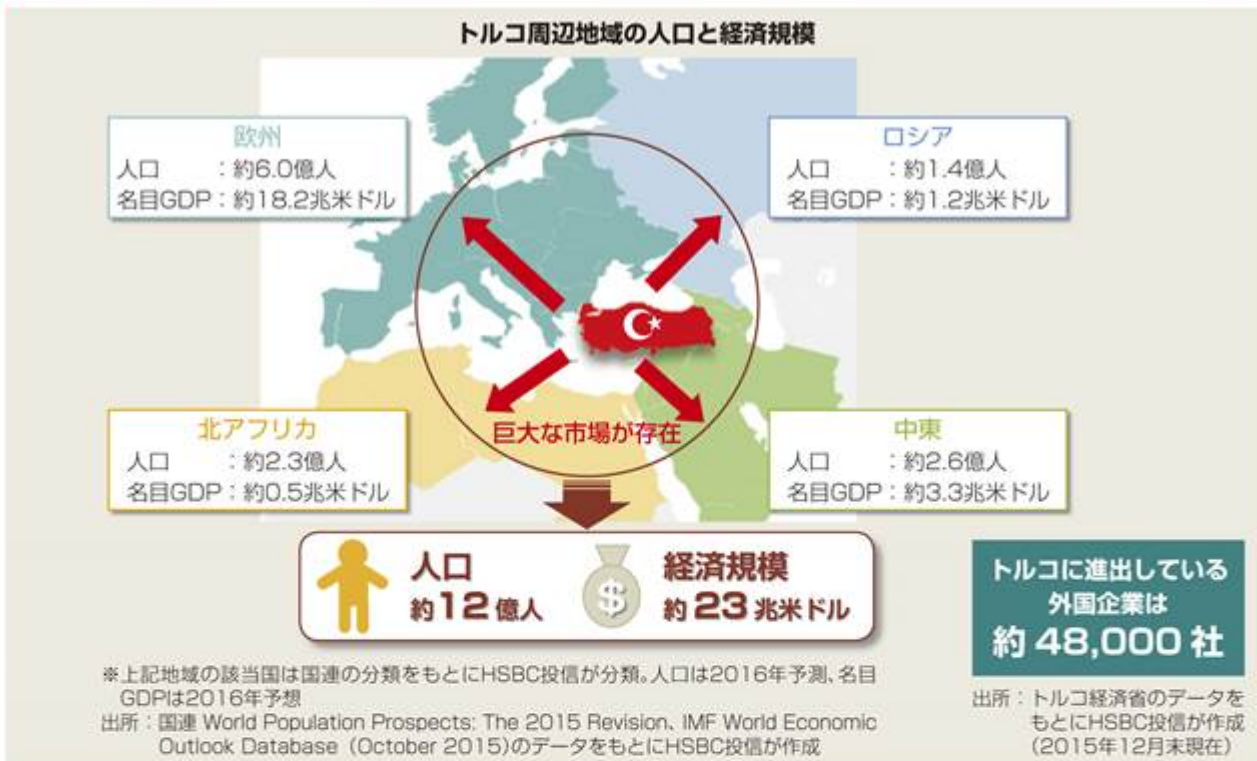 トルコ周辺地域の人口と経済規模
欧州
人口　　：約6.0億人
名目GDP：約18.2兆米ドル
ロシア
人口　　：約1.4億人
名目GDP：約1.2兆米ドル
北アフリカ
人口　　：約2.3億人
名目GDP：約0.5兆米ドル
巨大な市場が存在
中東
人口　　：約2.6億人
名目GDP：約3.3兆米ドル
人口
約12億人
$
経済規模
約23兆米ドル
トルコに進出している
外国企業は
約 48,000 社
※上記地域の該当国は国連の分類をもとにHSBC投信が分類。人口は2016年予測、名目
GDPは2016年予想
出所：国連 World Population Prospects: The 2015 Revision、IMF World Economic
Outlook Database（October 2015)のデータをもとにHSBC投信が作成
出所：トルコ経済省のデータを
もとにHSBC投信が作成
（2015年12月末現在）